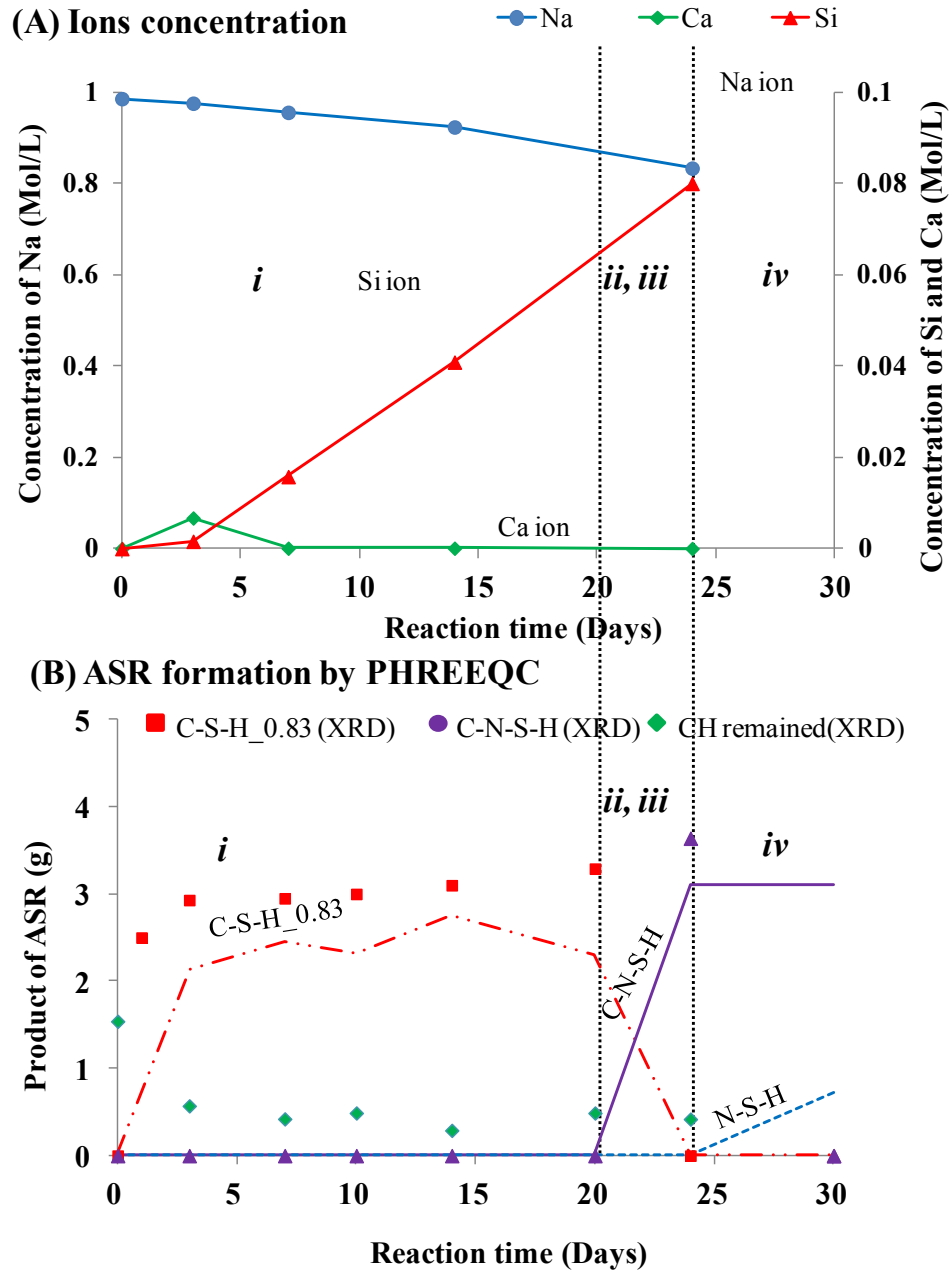 (A) Ions concentration
Na
Ca
Si
Concentration of Na (Mol/L)
1
0.8
0.6
0.4
0.2
0
Concentration of Si and Ca (Mol/L)
0.1
0.08
0.06
0.04
0.02
0
Na ion
i
Si ion
ii, iii
iv
Ca ion
0 5 10 15 20 25 30
Reaction time (Days)
(B) ASR formation by PHREEQC
C-S-H_0.83 (XRD)
C-N-S-H (XRD)
CH remained(XRD)
Product of ASR (g)
5
4
3
2
1
0
i
ii, iii
iv
C-S-H_0.83
C-N-S-H
N-S-H
0 5 10 15 20 25 30
Reaction time (Days)